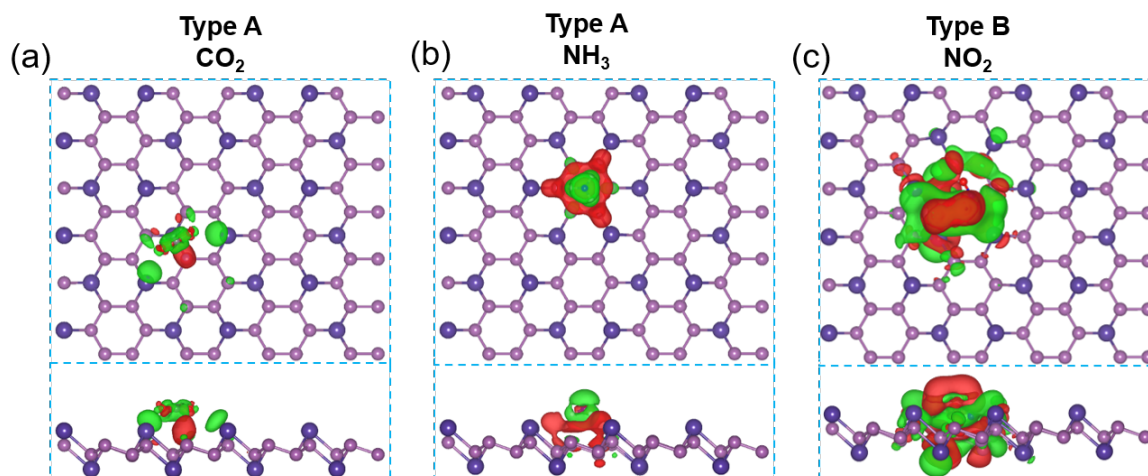 (a)
Type A
CO₂
(b)
Type A
NH₃
(c)
Type B
NO₂